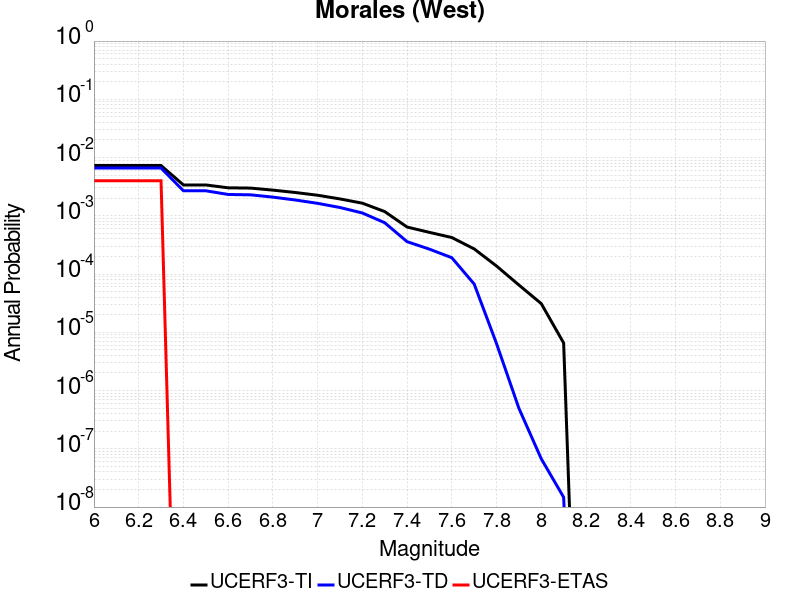 Morales (West)
10^0
10^-1
10^-2
10^-3
10^-4
10^-5
10^-6
10^-7
10^-8
Annual Probability
6 6.2 6.4 6.6 6.8 7 7.2 7.4 7.6 7.8 8 8.2 8.4 8.6 8.8 9
Magnitude
UCERF3-TI UCERF3-TD UCERF3-ETAS